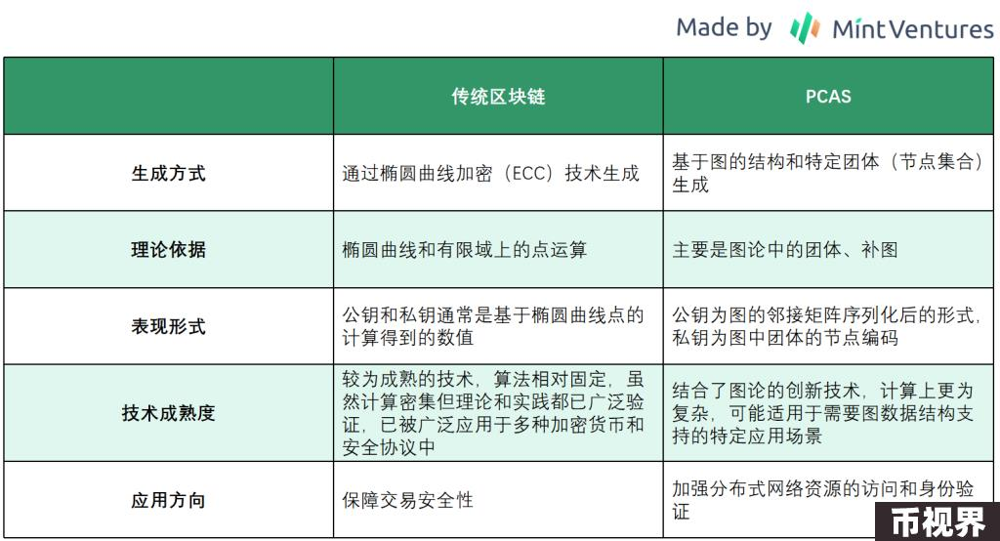 Made by MintVentures
传统区块链
PCAS
生成方式
通过椭圆曲线加密（ECC）技术生成
基于图的结构和特定团体（节点集合）
生成
理论依据
椭圆曲线和有限域上的点运算
主要是图论中的团体、补图
表现形式
公钥和私钥通常是基于椭圆曲线点的
计算得到的数值
公钥为图的邻接矩阵序列化后的形式，
私钥为图中团体的节点编码
技术成熟度
较为成熟的技术，算法相对固定，虽
然计算密集但理论和实践都已广泛验
证，已被广泛应用于多种加密货币和
安全协议中
结合了图论的创新技术，计算上更为
复杂，可能适用于需要图数据结构支
持的特定应用场景
应用方向
保障交易安全性
加强分布式网络资源的访问和身份验
证
币视界